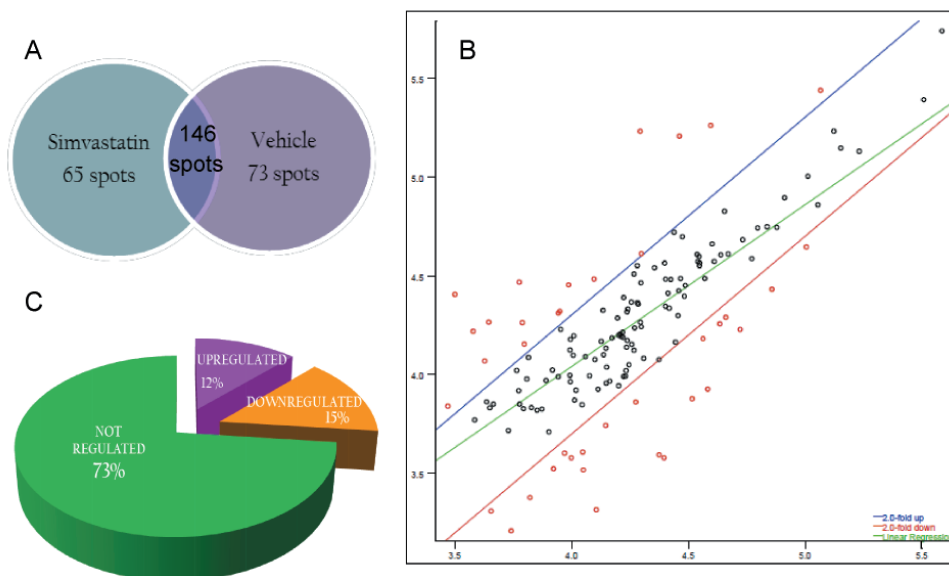 A
Simvastatin
65 spots
146
spots
Vehicle
73 spots
B
5.5
5.0
4.5
4.0
3.5
3.5
4.0
4.5
5.0
5.5
2.0-fold up
2.0-fold down
Linear Regression
C
UPREGULATED
12%
DOWNREGULATED
15%
NOT
REGULATED
73%